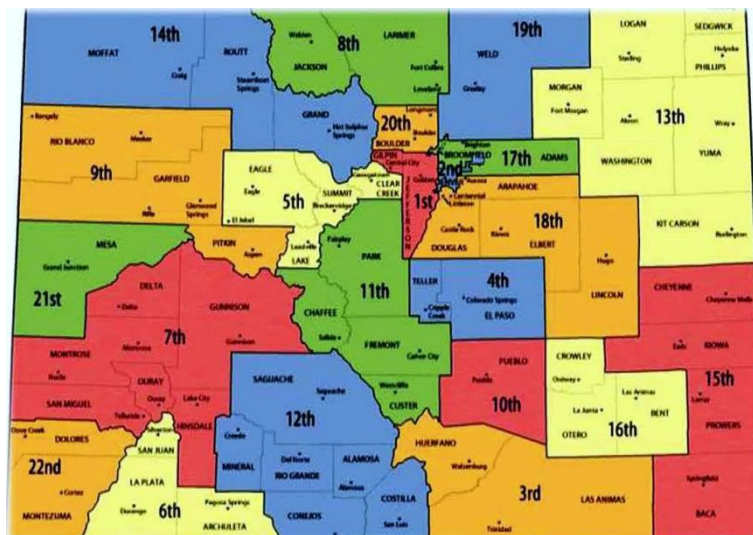 14th
MOFFAT
Craig
ROUTT
Steamboat
Springs
Walden
8th
JACKSON
LARIMER
Fort Collins
Loveland
19th
WELD
Greeley
LOGAN
Sterling
SEDGWICK
Holyoke
PHILLIPS
MORGAN
Fort Morgan
13th
Akron
Wray
WASHINGTON
YUMA
Rangely
Meeker
RIO BLANCO
9th
GARFIELD
Rifle
Glenwood
Springs
GRAND
Hot Sulphur Springs
20th
Longmont
Boulder
BOULDER
GILPIN
Central City
Brighton
BROOMFIELD
2nd
17th
ADAMS
EAGLE
Eagle
5th
El Jebel
SUMMIT
Breckenridge
Georgetown
CLEAR
CREEK
Golden
1st
JEFFERSON
Aurora
Centennial
Littleton
ARAPAHOE
18th
Castle Rock
Kiowa
DOUGLAS
ELBERT
Hugo
LINCOLN
KIT CARSON
Burlington
MESA
Grand Junction
21st
PITKIN
Aspen
Leadville
LAKE
Fairplay
PARK
11th
CHAFFEE
Salida
TELLER
Cripple
Creek
4th
Colorado Springs
EL PASO
CHEYENNE
Cheyenne Wells
DELTA
Delta
GUNNISON
7th
Gunnison
MONTROSE
Montrose
Nucla
OURAY
Ouray
SAN MIGUEL
Telluride
Lake City
HINSDALE
FREMONT
Cañon City
Westcliffe
CUSTER
PUEBLO
Pueblo
10th
CROWLEY
Ordway
Las Animas
La Junta
BENT
OTERO
16th
Eads
KIOWA
15th
Lamar
PROWERS
SAGUACHE
Saguache
12th
Creede
MINERAL
Del Norte
RIO GRANDE
ALAMOSA
Alamosa
CONEJOS
COSTILLA
San Luis
HUERFANO
Walsenburg
3rd
LAS ANIMAS
Trinidad
Springfield
BACA
Dove Creek
DOLORES
22nd
Cortez
MONTEZUMA
Silverton
SAN JUAN
LA PLATA
Durango
6th
Pagosa Springs
ARCHULETA